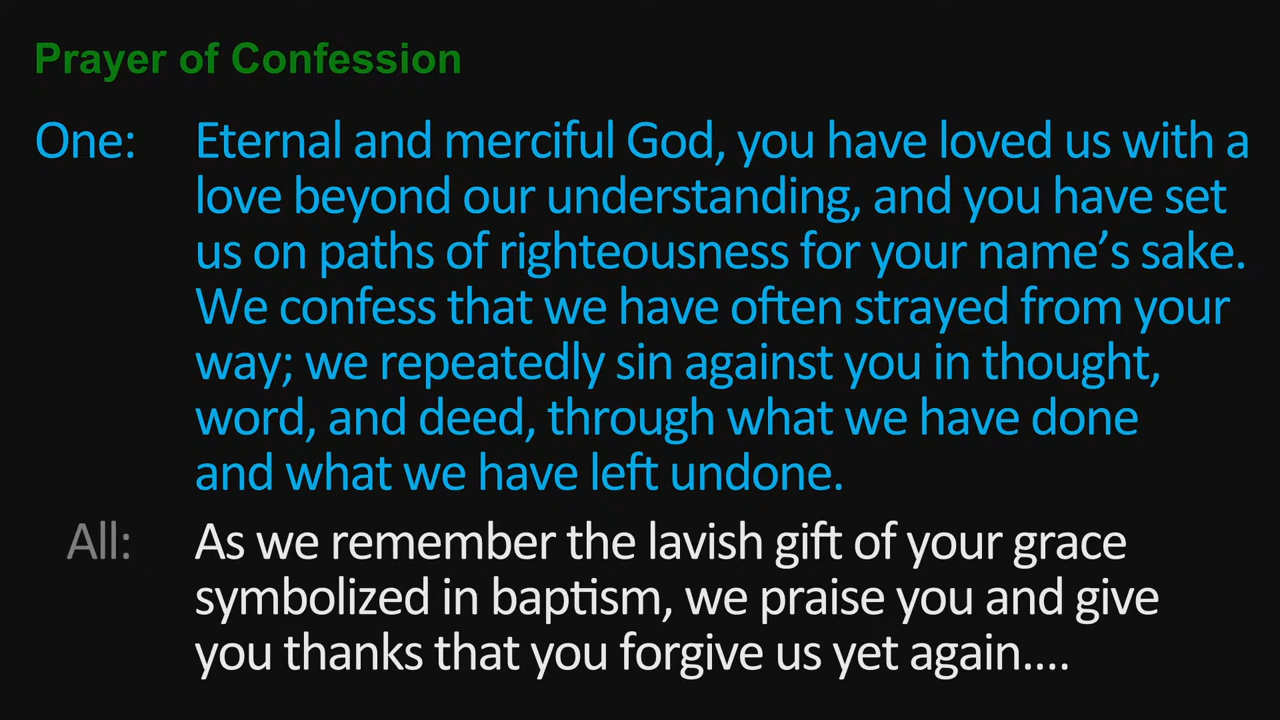 Prayer of Confession
One: Eternal and merciful God, you have loved us with a
love beyond our understanding, and you have set
us on paths of righteousness for your name’s sake.
We confess that we have often strayed from your
way; we repeatedly sin against you in thought,
word, and deed, through what we have done
and what we have left undone.
All: As we remember the lavish gift of your grace
symbolized in baptism, we praise you and give
you thanks that you forgive us yet again....